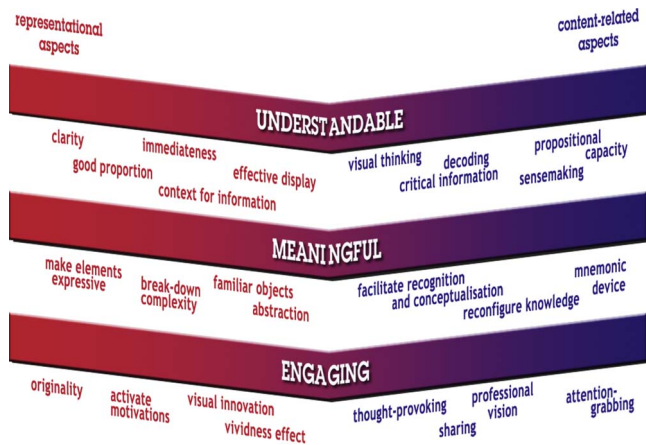 representational
aspects
content-related
aspects
UNDERSTANDABLE
clarity
immediateness
good proportion
effective display
context for information
visual thinking
decoding
critical information
propositional
capacity
sensemaking
MEANINGFUL
make elements
expressive
break-down
complexity
familiar objects
abstraction
facilitate recognition
and conceptualisation
reconfigure knowledge
mnemonic
device
ENGAGING
originality
activate
motivations
visual innovation
vividness effect
thought-provoking
sharing
professional
vision
attention-
grabbing